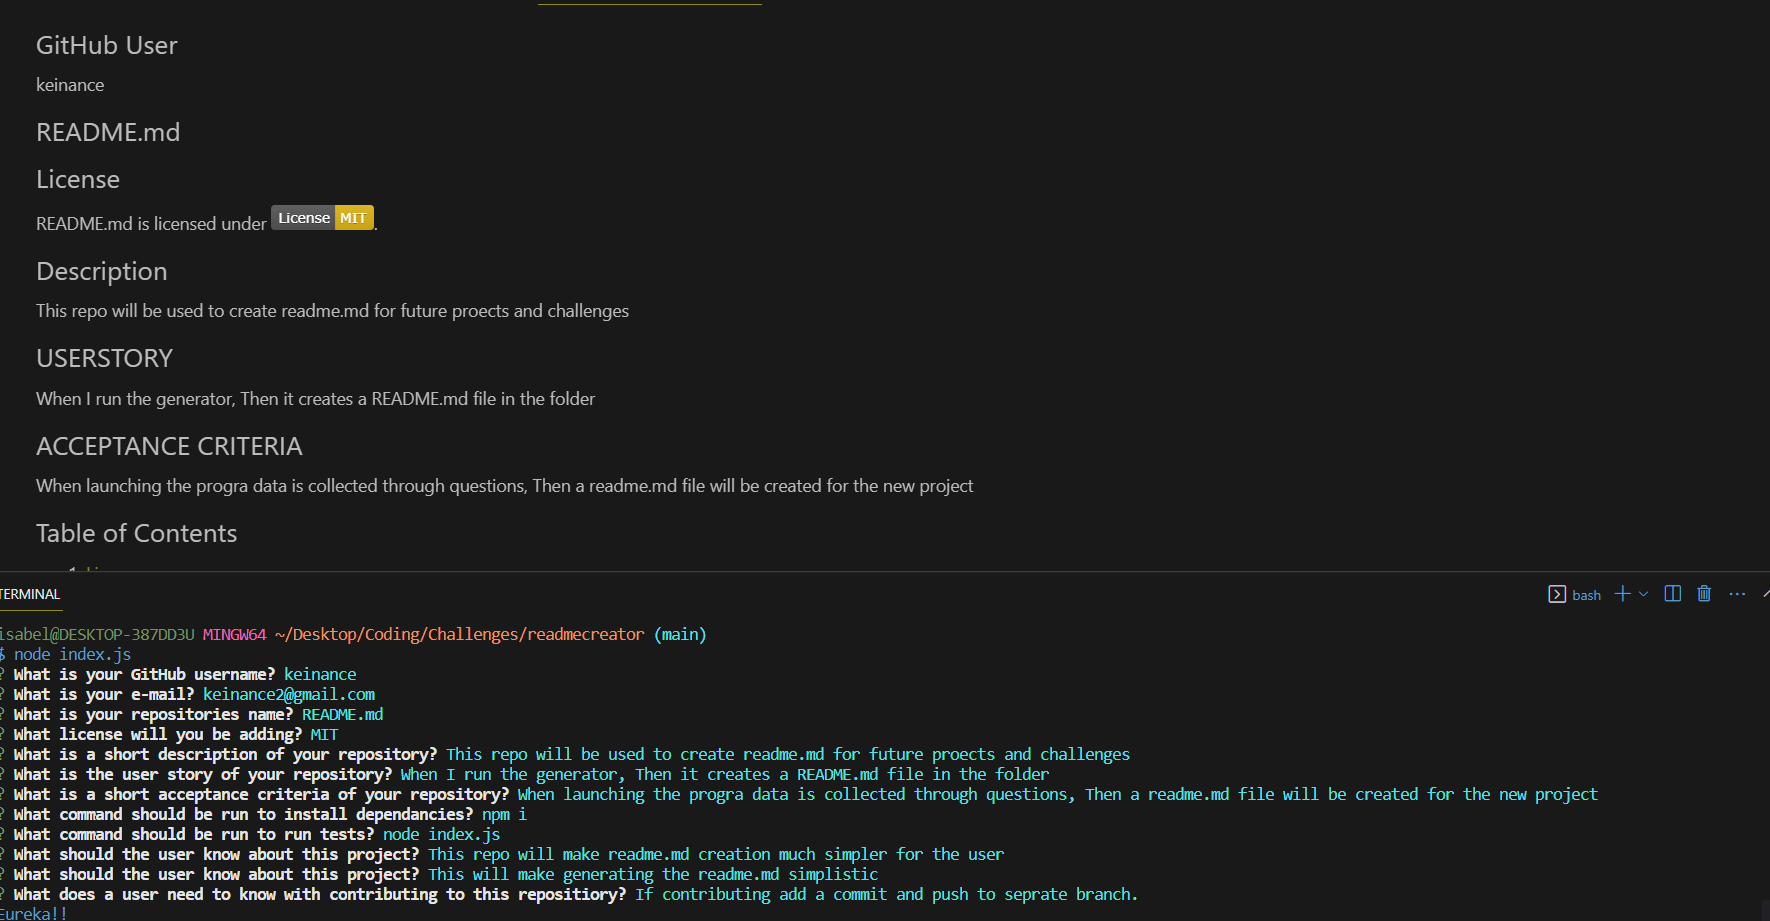 GitHub User
keinance
README.md
License
README.md is licensed under License MIT.
Description
This repo will be used to create readme.md for future proects and challenges
USERSTORY
When I run the generator, Then it creates a README.md file in the folder
ACCEPTANCE CRITERIA
When launching the progra data is collected through questions, Then a readme.md file will be created for the new project
Table of Contents
TERMINAL
bash
isabel@DESKTOP-387DD3U MINGW64 ~/Desktop/Coding/Challenges/readmecreator (main)
$ node index.js
? What is your GitHub username? keinance
? What is your e-mail? keinance2@gmail.com
? What is your repositories name? README.md
? What license will you be adding? MIT
? What is a short description of your repository? This repo will be used to create readme.md for future proects and challenges
? What is the user story of your repository? When I run the generator, Then it creates a README.md file in the folder
? What is a short acceptance criteria of your repository? When launching the progra data is collected through questions, Then a readme.md file will be created for the new project
? What command should be run to install dependancies? npm i
? What command should be run to run tests? node index.js
? What should the user know about this project? This repo will make readme.md creation much simpler for the user
? What should the user know about this project? This will make generating the readme.md simplistic
? What does a user need to know with contributing to this repositiory? If contributing add a commit and push to seprate branch.
Eureka!!